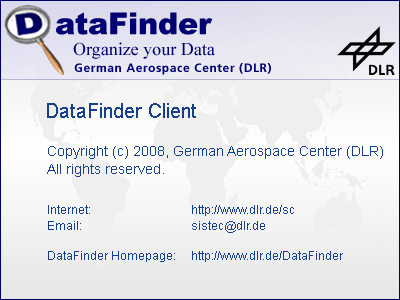 DataFinder
Organize your Data
German Aerospace Center (DLR)
DLR
DataFinder Client
Copyright (c) 2008, German Aerospace Center (DLR)
All rights reserved.
Internet: http://www.dlr.de/sc
Email: sistec@dlr.de
DataFinder Homepage: http://www.dlr.de/DataFinder